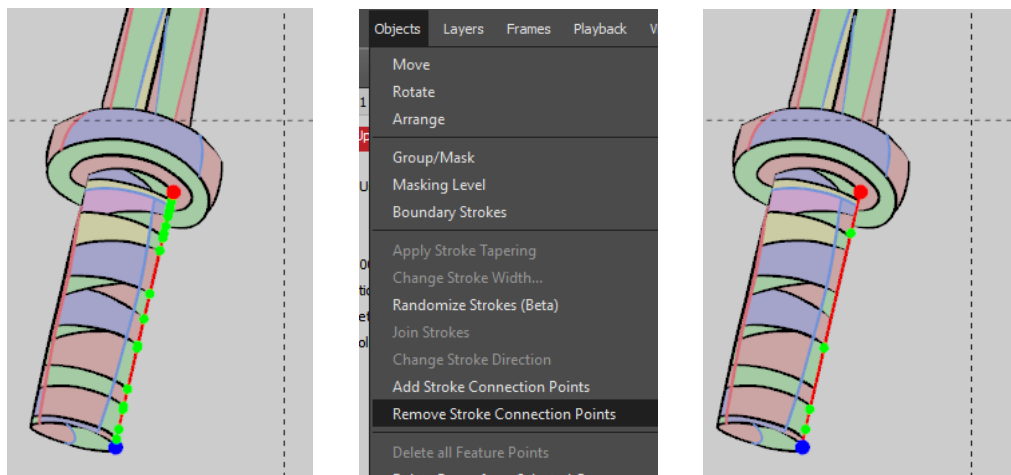 Objects Layers Frames Playback
Move
Rotate
Arrange
Group/Mask
Masking Level
Boundary Strokes
Apply Stroke Tapering
Change Stroke Width...
Randomize Strokes (Beta)
Join Strokes
Change Stroke Direction
Add Stroke Connection Points
Remove Stroke Connection Points
Delete all Feature Points